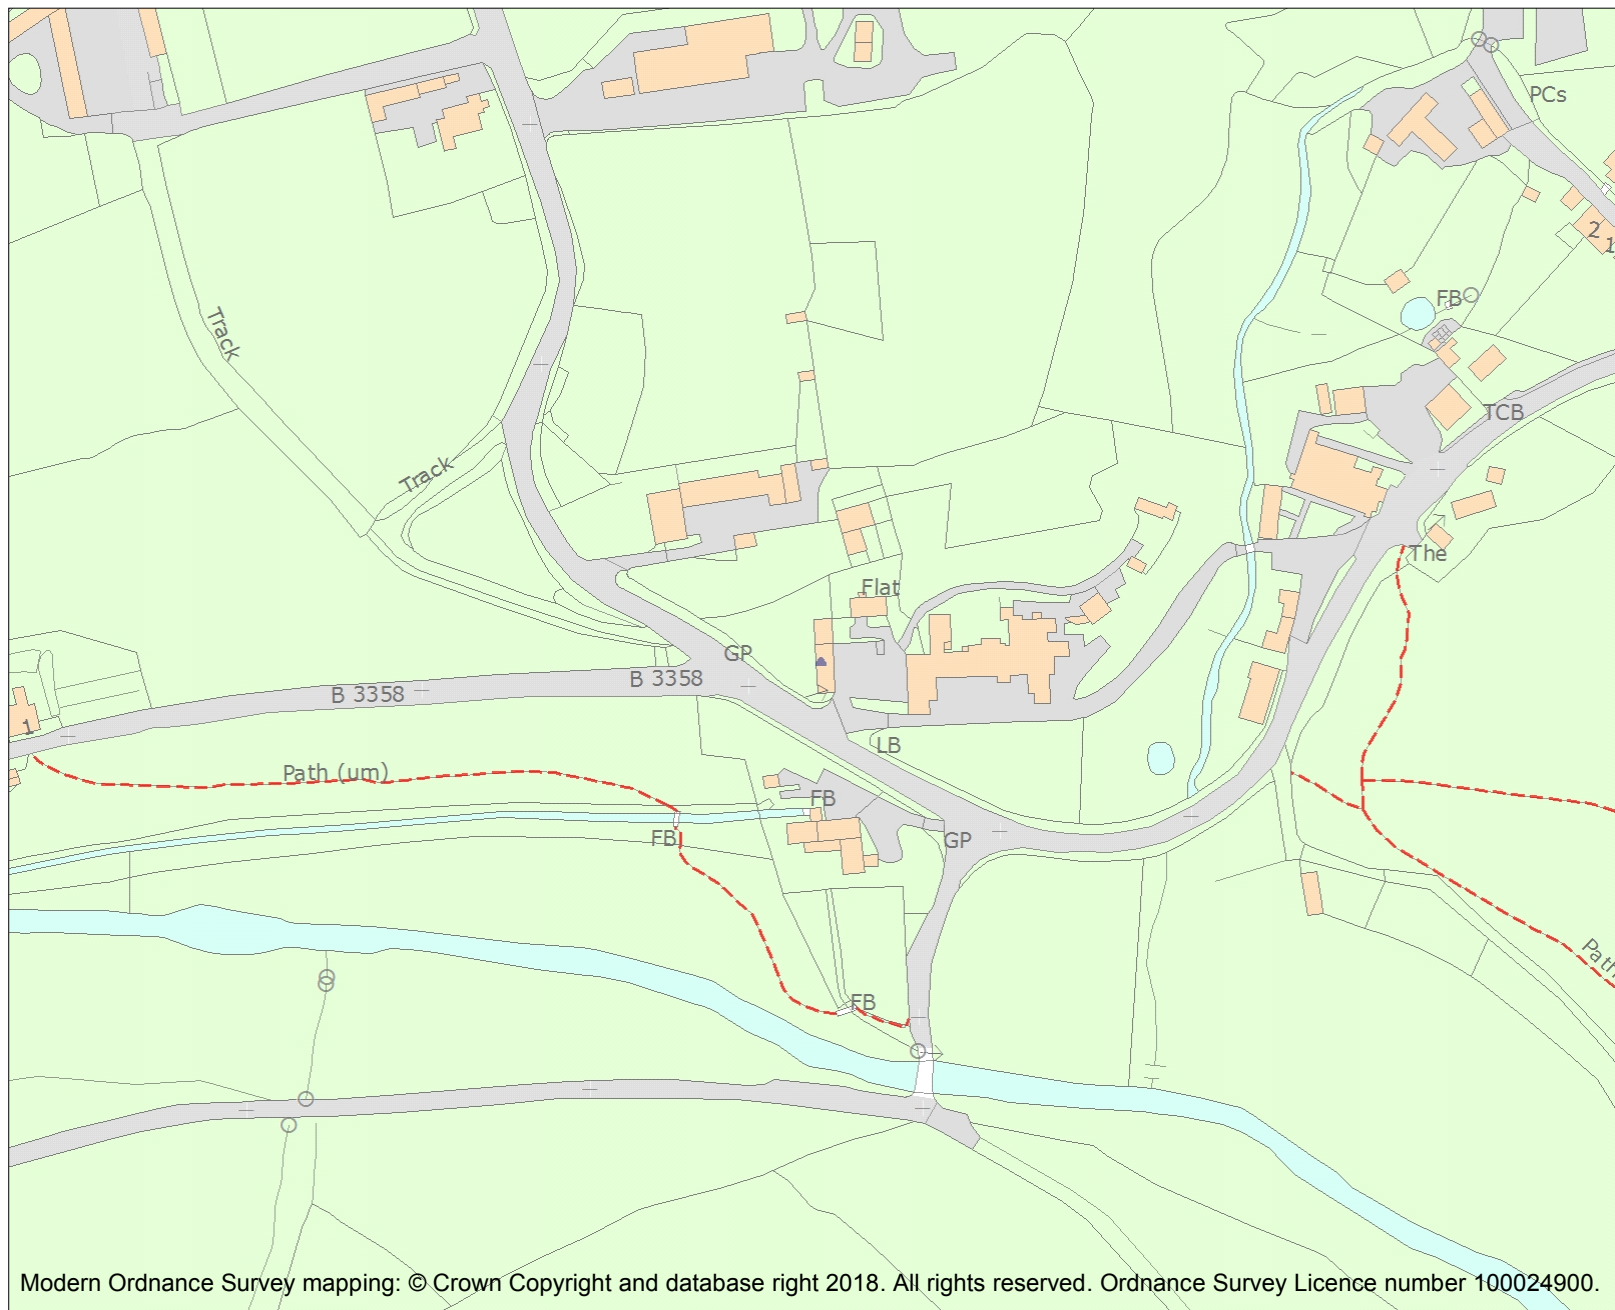 PCs
2
1
FB
Track
TCB
Track
The
Flat
GP
B 3358
B 3358
1
LB
Path (um)
FB
FB
GP
Path
FB
Modern Ordnance Survey mapping: © Crown Copyright and database right 2018. All rights reserved. Ordnance Survey Licence number 100024900.